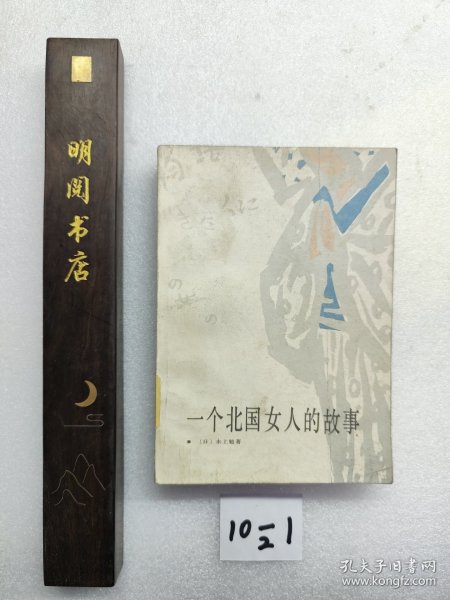 明阅书店
一个北国女人的故事
〔日〕水上勉著
10=1
孔夫子旧书网
www.kongfz.com